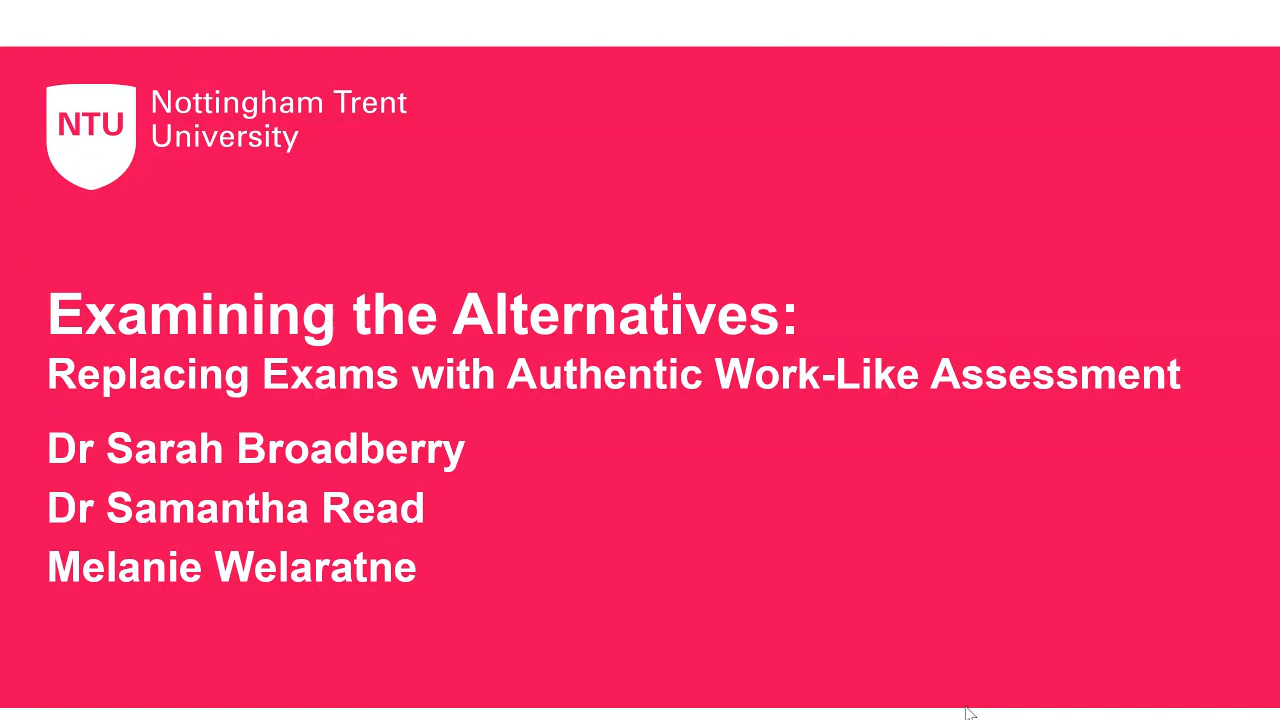 NTU
Nottingham Trent
University
Examining the Alternatives:
Replacing Exams with Authentic Work-Like Assessment
Dr Sarah Broadberry
Dr Samantha Read
Melanie Welaratne